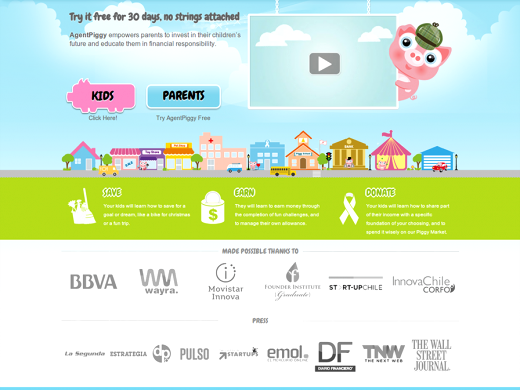 Try it free for 30 days, no strings attached
AgentPiggy empowers parents to invest in their children's
future and educate them in financial responsibility.
KIDS
PARENTS
Click Here!
Try AgentPiggy Free
SAVE
EARN
DONATE
Your kids will learn how to save for a
goal or dream, like a bike for christmas
or a fun trip.
They will learn to earn money through
the completion of fun challenges, and
to manage their own allowance.
Your kids will learn how to share part
of their income with a specific
foundation of your choosing, and to
spend it wisely on our Piggy Market.
MADE POSSIBLE THANKS TO
BBVA
wayra.
Movistar
Innova
FOUNDER INSTITUTE
Graduate
ST RT-UPCHILE
InnovaChile
CORFO
PRESS
La Segunda
ESTRATEGIA
PULSO
STARTUPS
emol.
DF
DIARIO FINANCIERO
TNW
THE NEXT WEB
THE WALL
STREET
JOURNAL.